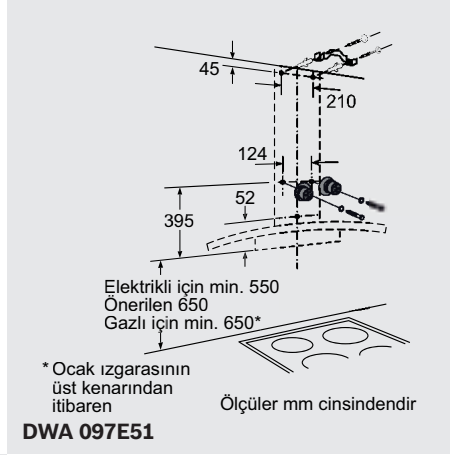 45
210
124
52
395
Elektrikli için min. 550
Önerilen 650
Gazlı için min. 650*
* Ocak ızgarasının
üst kenarından
itibaren
Ölçüler mm cinsindendir
DWA 097E51